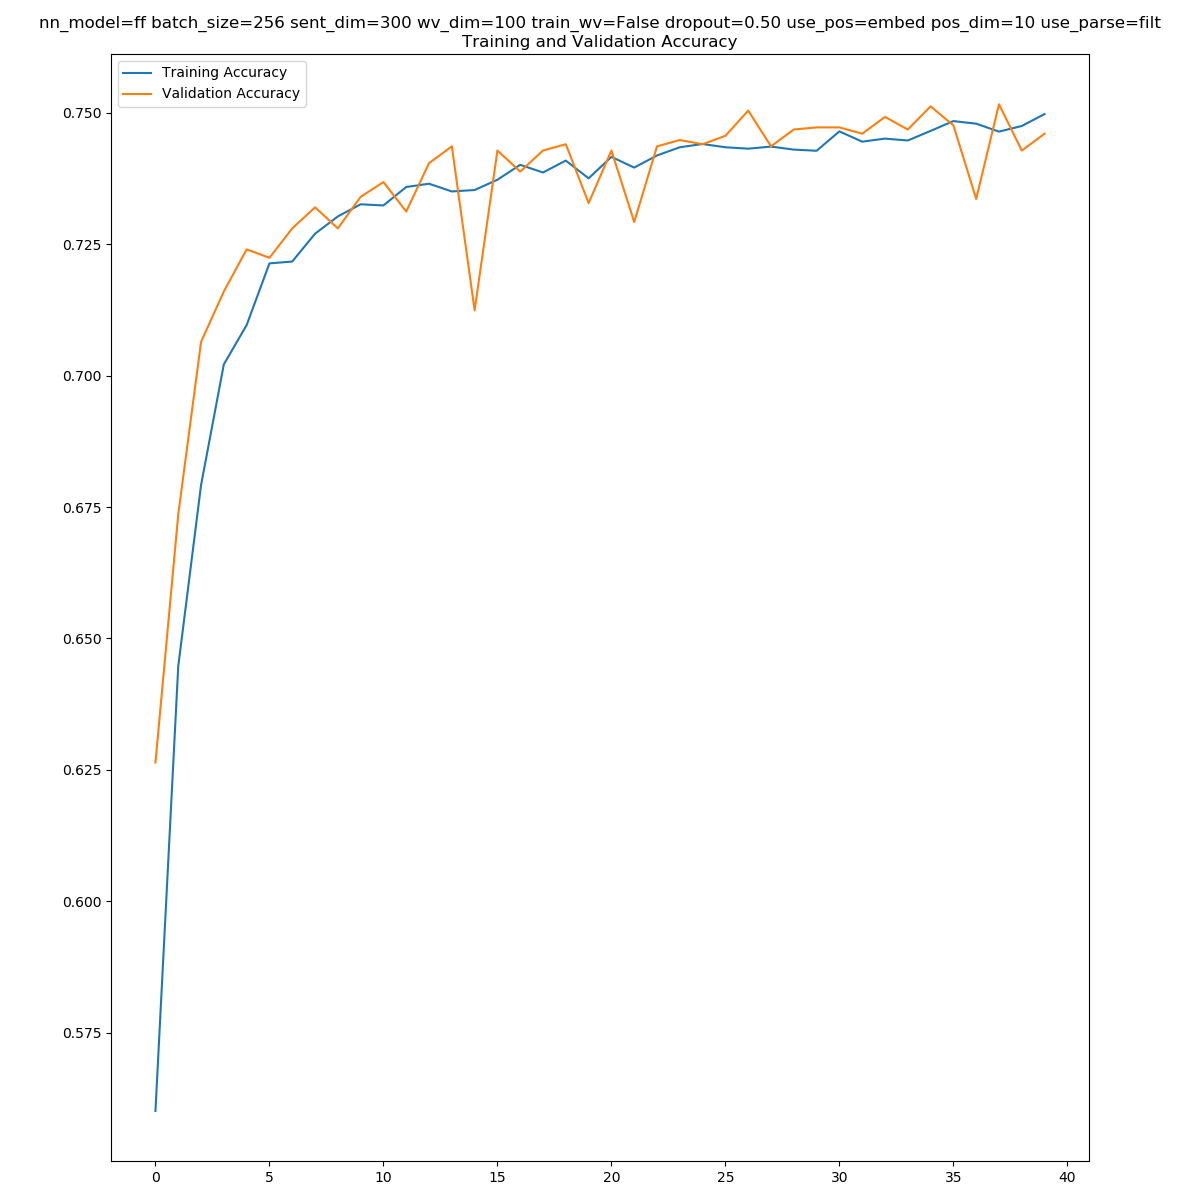 nn_model=ff batch_size=256 sent_dim=300 wv_dim=100 train_wv=False dropout=0.50 use_pos=embed pos_dim=10 use_parse=filt
Training and Validation Accuracy
Training Accuracy
Validation Accuracy
0.750
0.725
0.700
0.675
0.650
0.625
0.600
0.575
0 5 10 15 20 25 30 35 40